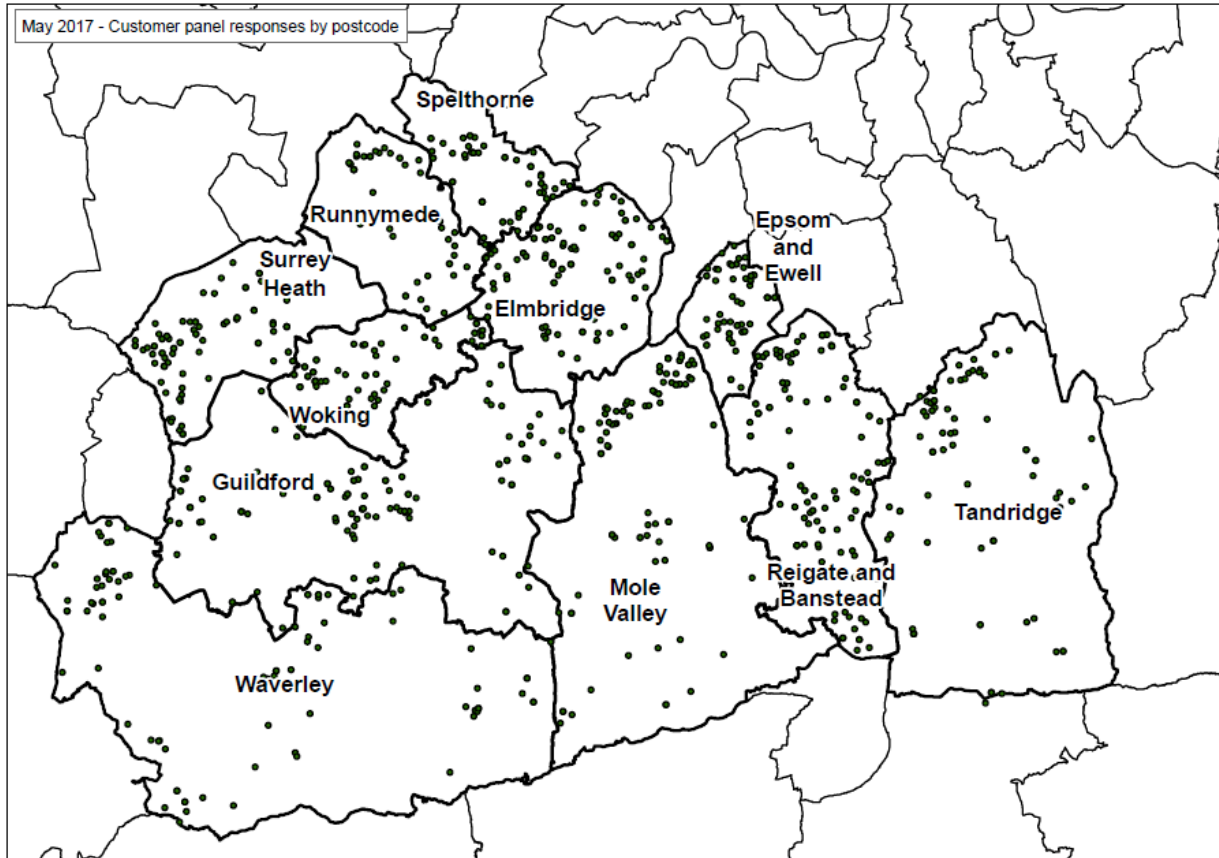 May 2017 - Customer panel responses by postcode
Spelthorne
Runnymede
Epsom
and
Ewell
Surrey
Heath
Elmbridge
Woking
Guildford
Tandridge
Mole
Valley
Reigate and
Banstead
Waverley